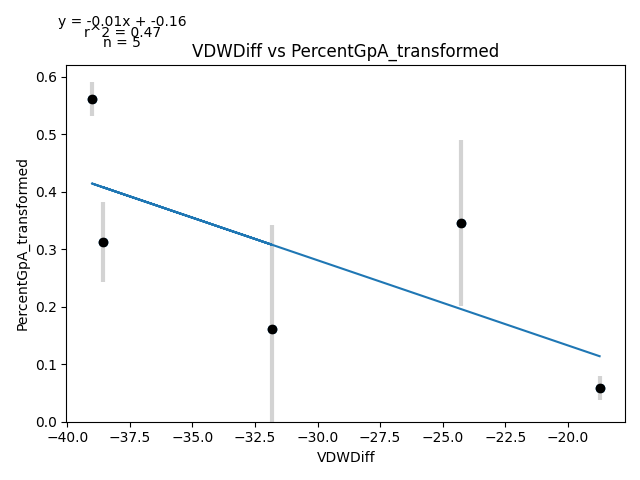 y = -0.01x + -0.16
r^2 = 0.47
n = 5
VDWDiff vs PercentGpA_transformed
0.6
0.5
0.4
0.3
0.2
0.1
0.0
PercentGpA_transformed
−40.0 −37.5 −35.0 −32.5 −30.0 −27.5 −25.0 −22.5 −20.0
VDWDiff